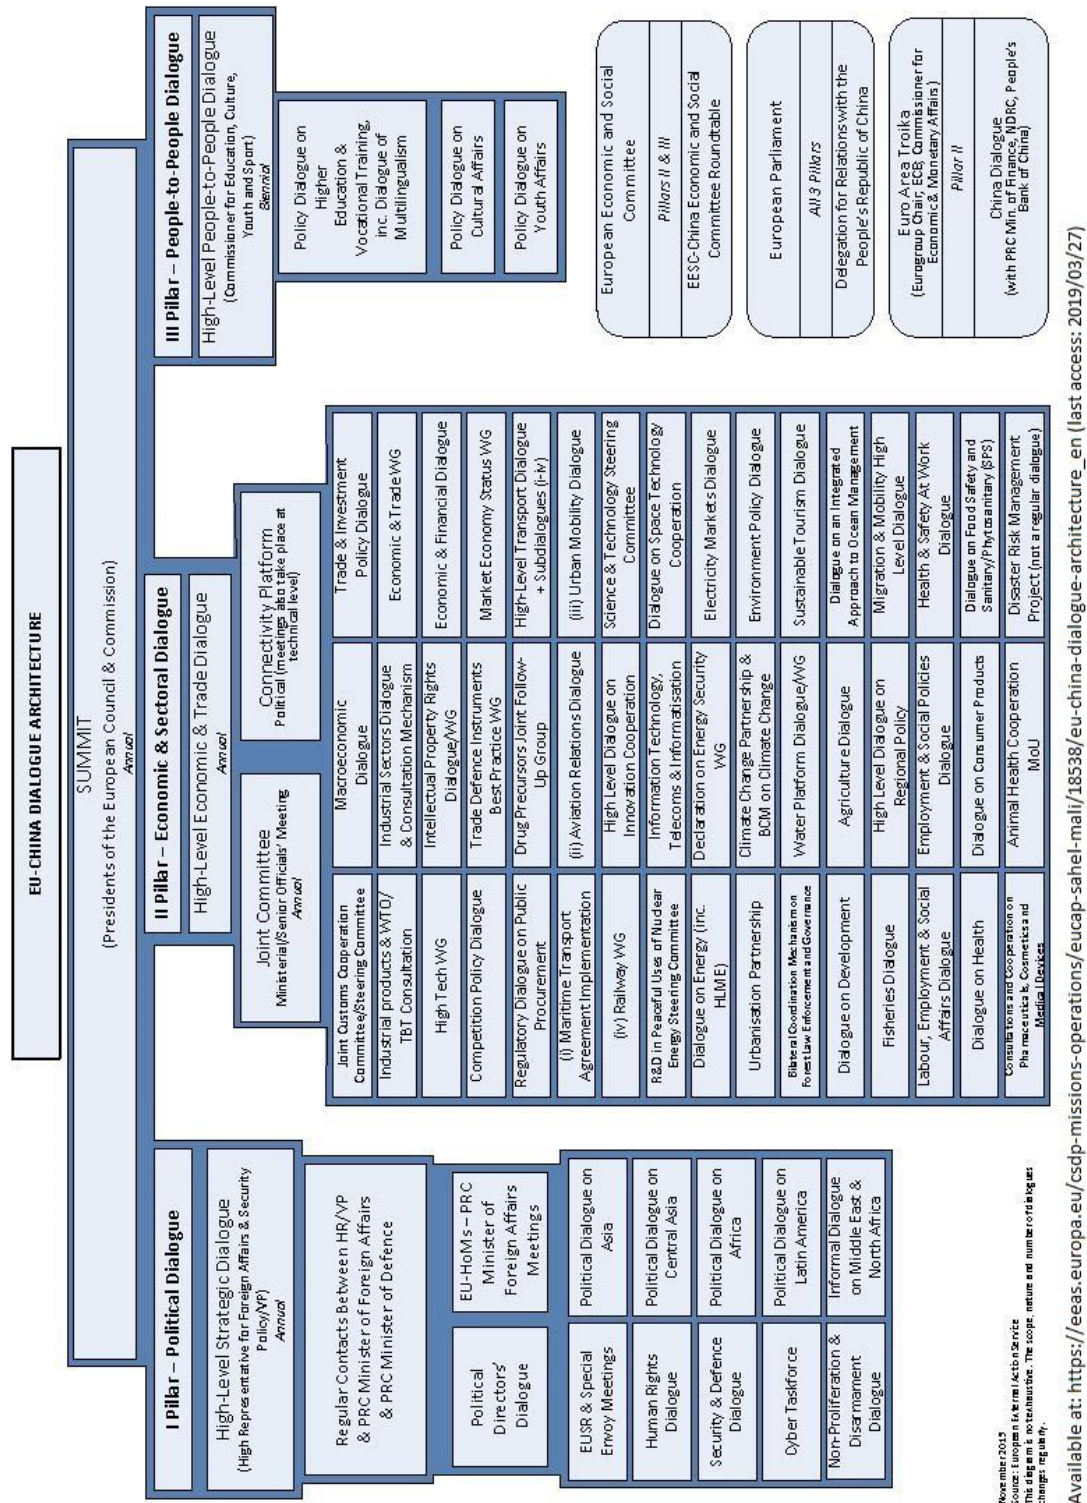 EU-CHINA DIALOGUE ARCHITECTURE
SUMMIT
(Presidents of the European Council & Commission)
Annual
I Pillar – Political Dialogue
High-Level Strategic Dialogue
(High Representative for Foreign Affairs & Security
Policy/VP)
Annual
Regular Contacts Between HR/VP
& PRC Minister of Foreign Affairs
& PRC Minister of Defence
Political
Directors'
Dialogue
EU-HoMs – PRC
Minister of
Foreign Affairs
Meetings
EUSR & Special
Envoy Meetings
Political Dialogue on
Asia
Human Rights
Dialogue
Political Dialogue on
Central Asia
Security & Defence
Dialogue
Political Dialogue on
Africa
Cyber Taskforce
Political Dialogue on
Latin America
Non-Proliferation &
Disarmament
Dialogue
Informal Dialogue
on Middle East &
North Africa
II Pillar – Economic & Sectoral Dialogue
High-Level Economic & Trade Dialogue
Annual
Joint Committee
Ministerial/Senior Officials' Meeting
Annual
Connectivity Platform
Political (meetings also take place at
technical level)
Joint Customs Cooperation
Committee/Steering Committee
Macroeconomic
Dialogue
Trade & Investment
Policy Dialogue
Industrial products & WTO/
TBT Consultation
Industrial Sectors Dialogue
& Consultation Mechanism
Economic & Trade WG
High Tech WG
Intellectual Property Rights
Dialogue/WG
Economic & Financial Dialogue
Competition Policy Dialogue
Trade Defence Instruments
Best Practice WG
Market Economy Status WG
Regulatory Dialogue on Public
Procurement
Drug Precursors Joint Follow-
Up Group
High-Level Transport Dialogue
+ Subdialogues (i-iv)
(i) Maritime Transport
Agreement Implementation
(ii) Aviation Relations Dialogue
(iii) Urban Mobility Dialogue
(iv) Railway WG
High Level Dialogue on
Innovation Cooperation
Science & Technology Steering
Committee
R&D in Peaceful Uses of Nuclear
Energy Steering Committee
Information Technology,
Telecoms & Informatisation
Dialogue on Space Technology
Cooperation
Dialogue on Energy (inc.
HLME)
Declaration on Energy Security
WG
Electricity Markets Dialogue
Urbanisation Partnership
Climate Change Partnership &
BCM on Climate Change
Environment Policy Dialogue
Bilateral Coordination Mechanism on
Forest Law Enforcement and Governance
Water Platform Dialogue/WG
Sustainable Tourism Dialogue
Dialogue on Development
Agriculture Dialogue
Dialogue on an Integrated
Approach to Ocean Management
Fisheries Dialogue
High Level Dialogue on
Regional Policy
Migration & Mobility High
Level Dialogue
Labour, Employment & Social
Affairs Dialogue
Employment & Social Policies
Dialogue
Health & Safety At Work
Dialogue
Dialogue on Health
Dialogue on Consumer Products
Dialogue on Food Safety and
Sanitary/Phytosanitary (SPS)
Consultations and Cooperation on
Pharmaceuticals, Cosmetics and
Medical Devices
Animal Health Cooperation
MoU
Disaster Risk Management
Project (not a regular dialogue)
III Pillar – People-to-People Dialogue
High-Level People-to-People Dialogue
(Commissioner for Education, Culture,
Youth and Sport)
Biennial
Policy Dialogue on
Higher
Education &
Vocational Training,
inc. Dialogue of
Multilingualism
Policy Dialogue on
Cultural Affairs
Policy Dialogue on
Youth Affairs
European Economic and Social
Committee
Pillars II & III
EESC-China Economic and Social
Committee Roundtable
European Parliament
All 3 Pillars
Delegation for Relations with the
People's Republic of China
Euro Area Troika
(Eurogroup Chair, ECB, Commissioner for
Economic & Monetary Affairs)
Pillar II
China Dialogue
(with PRC Min. of Finance, NDRC, People's
Bank of China)
November 2015
Source: European External Action Service
This diagram is not exhaustive. The scope, nature and number of dialogues
changes regularly.
Available at: https://eeas.europa.eu/csdp-missions-operations/eucap-sahel-mali/18538/eu-china-dialogue-architecture_en (last access: 2019/03/27)